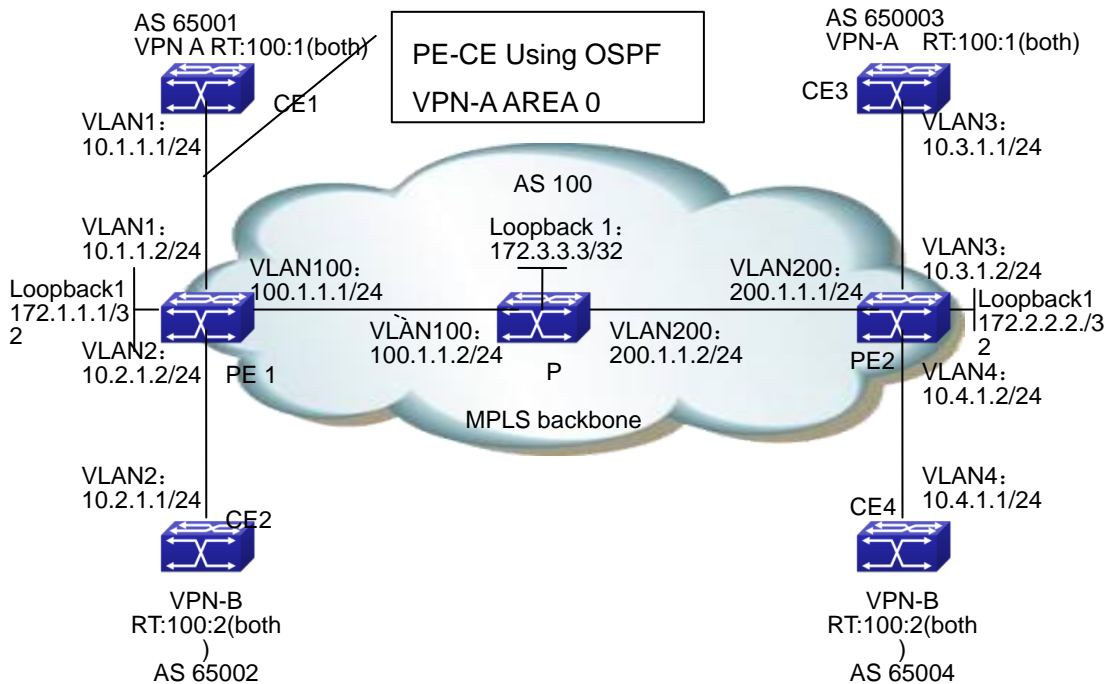 AS 65001
VPN A RT:100:1(both)
CE1
VLAN1：
10.1.1.1/24
PE-CE Using OSPF
VPN-A AREA 0
AS 650003
VPN-A RT:100:1(both)
CE3
VLAN3：
10.3.1.1/24
AS 100
VLAN1：
10.1.1.2/24
Loopback 1：
172.3.3.3/32
VLAN3：
10.3.1.2/24
Loopback1
172.1.1.1/3
2
VLAN100：
100.1.1.1/24
VLAN200：
200.1.1.1/24
Loopback1
172.2.2.2./3
2
VLAN2：
10.2.1.2/24
PE 1
VLAN100：
100.1.1.2/24
P
VLAN200：
200.1.1.2/24
PE2
VLAN4：
10.4.1.2/24
MPLS backbone
VLAN2：
10.2.1.1/24
CE2
VLAN4：
10.4.1.1/24
CE4
VPN-B
RT:100:2(both
)
AS 65002
VPN-B
RT:100:2(both
)
AS 65004